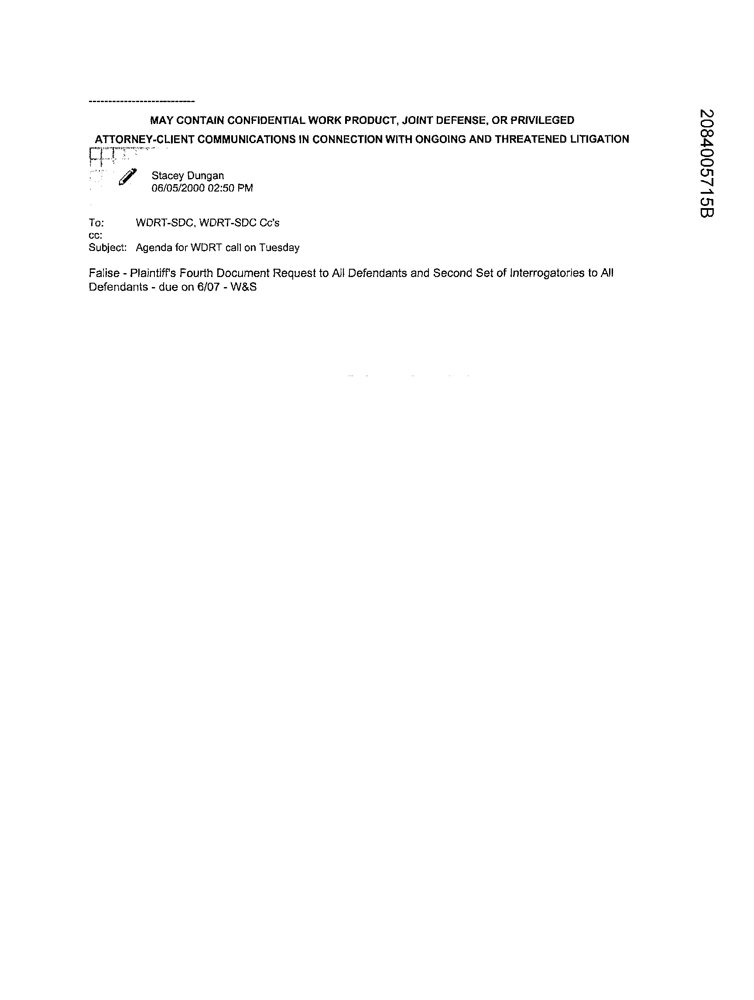 ---------------------------
MAY CONTAIN CONFIDENTIAL WORK PRODUCT, JOINT DEFENSE, OR PRIVILEGED
ATTORNEY-CLIENT COMMUNICATIONS IN CONNECTION WITH ONGOING AND THREATENED LITIGATION
Stacey Dungan
06/05/2000 02:50 PM
To: WDRT-SDC, WDRT-SDC Cc's
cc:
Subject: Agenda for WDRT call on Tuesday
Falise - Plaintiff's Fourth Document Request to All Defendants and Second Set of Interrogatories to All
Defendants - due on 6/07 - W&S
2084005715B